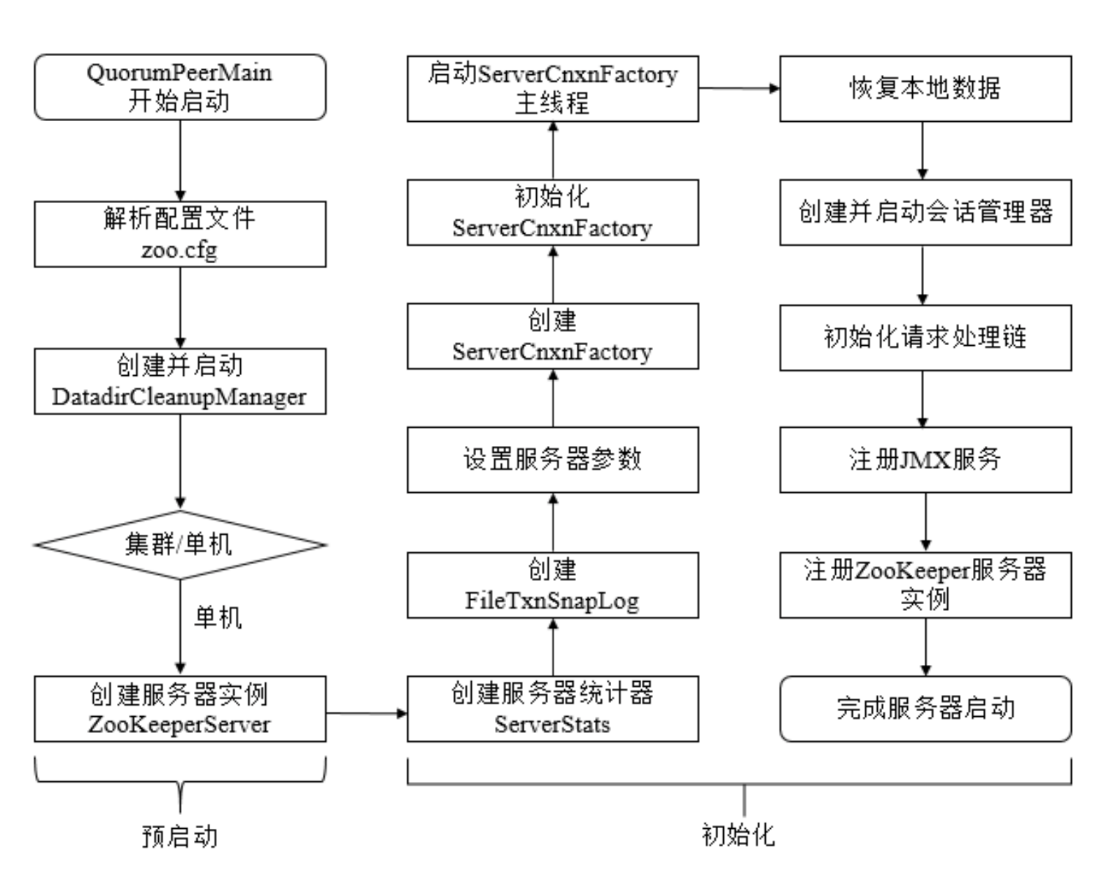 QuorumPeerMain
开始启动
解析配置文件
zoo.cfg
创建并启动
DatadirCleanupManager
集群/单机
单机
创建服务器实例
ZooKeeperServer
预启动
创建服务器统计器
ServerStats
创建
FileTxnSnapLog
设置服务器参数
创建
ServerCnxnFactory
初始化
ServerCnxnFactory
启动ServerCnxnFactory
主线程
恢复本地数据
创建并启动会话管理器
初始化请求处理链
注册JMX服务
注册ZooKeeper服务器
实例
完成服务器启动
初始化